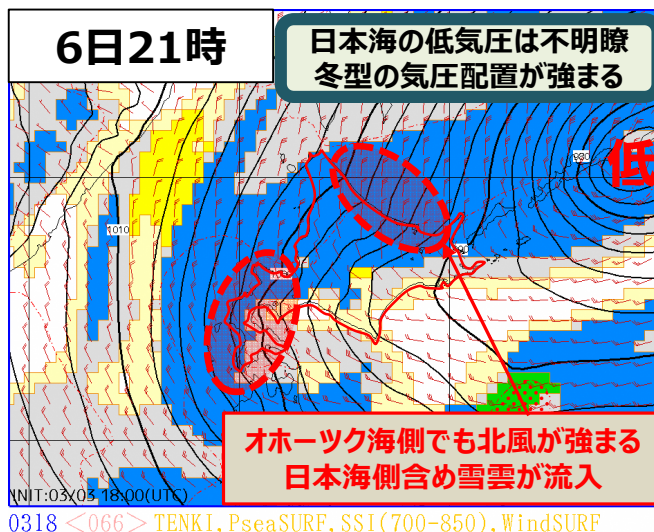 6日21時
日本海の低気圧は不明瞭
冬型の気圧配置が強まる
980
低
1010
オホーツク海側でも北風が強まる
日本海側含め雪雲が流入
INIT:03/03 18:00(UTC)
0318 <066> TENKI,PseaSURF,SSI(700-850),WindSURF